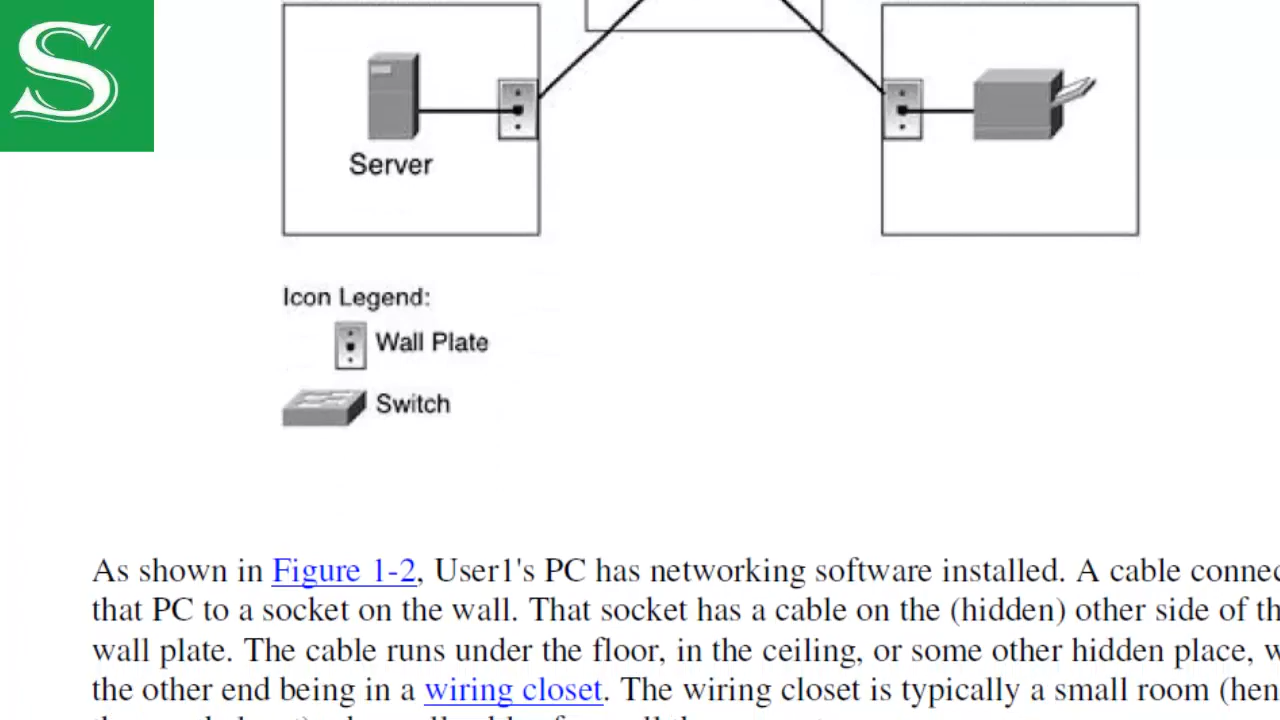 S
Server
Icon Legend:
Wall Plate
Switch
As shown in Figure 1-2, User1's PC has networking software installed. A cable connec
that PC to a socket on the wall. That socket has a cable on the (hidden) other side of th
wall plate. The cable runs under the floor, in the ceiling, or some other hidden place, w
the other end being in a wiring closet. The wiring closet is typically a small room (hen